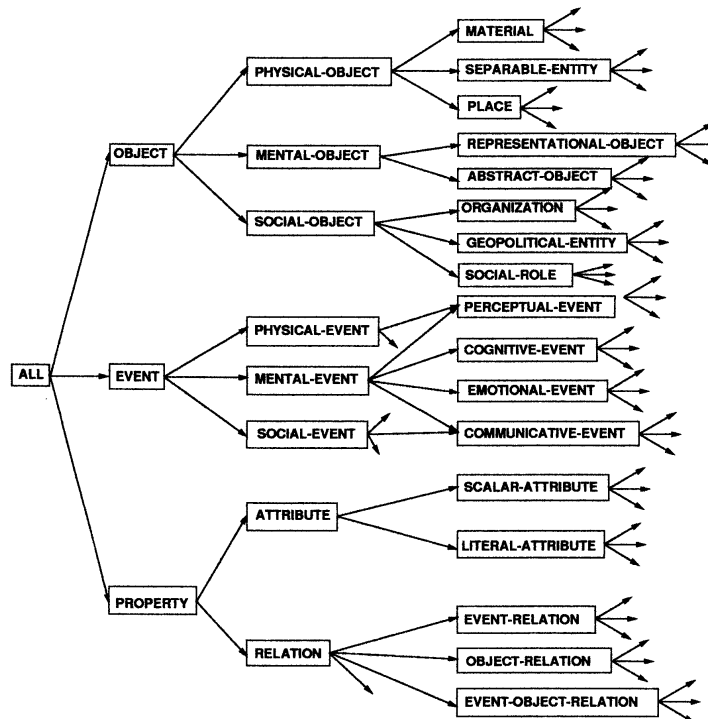 MATERIAL
PHYSICAL-OBJECT
SEPARABLE-ENTITY
PLACE
OBJECT
MENTAL-OBJECT
REPRESENTATIONAL-OBJECT
ABSTRACT-OBJECT
SOCIAL-OBJECT
ORGANIZATION
GEOPOLITICAL-ENTITY
SOCIAL-ROLE
PERCEPTUAL-EVENT
PHYSICAL-EVENT
COGNITIVE-EVENT
ALL
EVENT
MENTAL-EVENT
EMOTIONAL-EVENT
SOCIAL-EVENT
COMMUNICATIVE-EVENT
SCALAR-ATTRIBUTE
ATTRIBUTE
LITERAL-ATTRIBUTE
PROPERTY
EVENT-RELATION
RELATION
OBJECT-RELATION
EVENT-OBJECT-RELATION